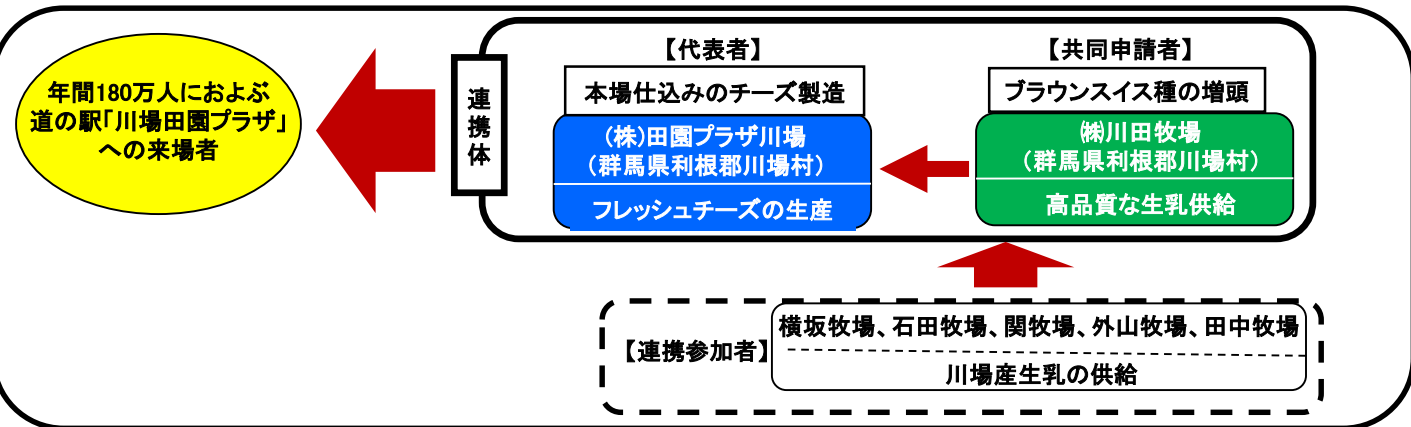 年間180万人におよぶ
道の駅「川場田園プラザ」
への来場者
連携体
【代表者】
本場仕込みのチーズ製造
(株)田園プラザ川場
(群馬県利根郡川場村)
フレッシュチーズの生産
【共同申請者】
ブラウンスイス種の増頭
㈱川田牧場
(群馬県利根郡川場村)
高品質な生乳供給
【連携参加者】
横坂牧場、石田牧場、関牧場、外山牧場、田中牧場
川場産生乳の供給